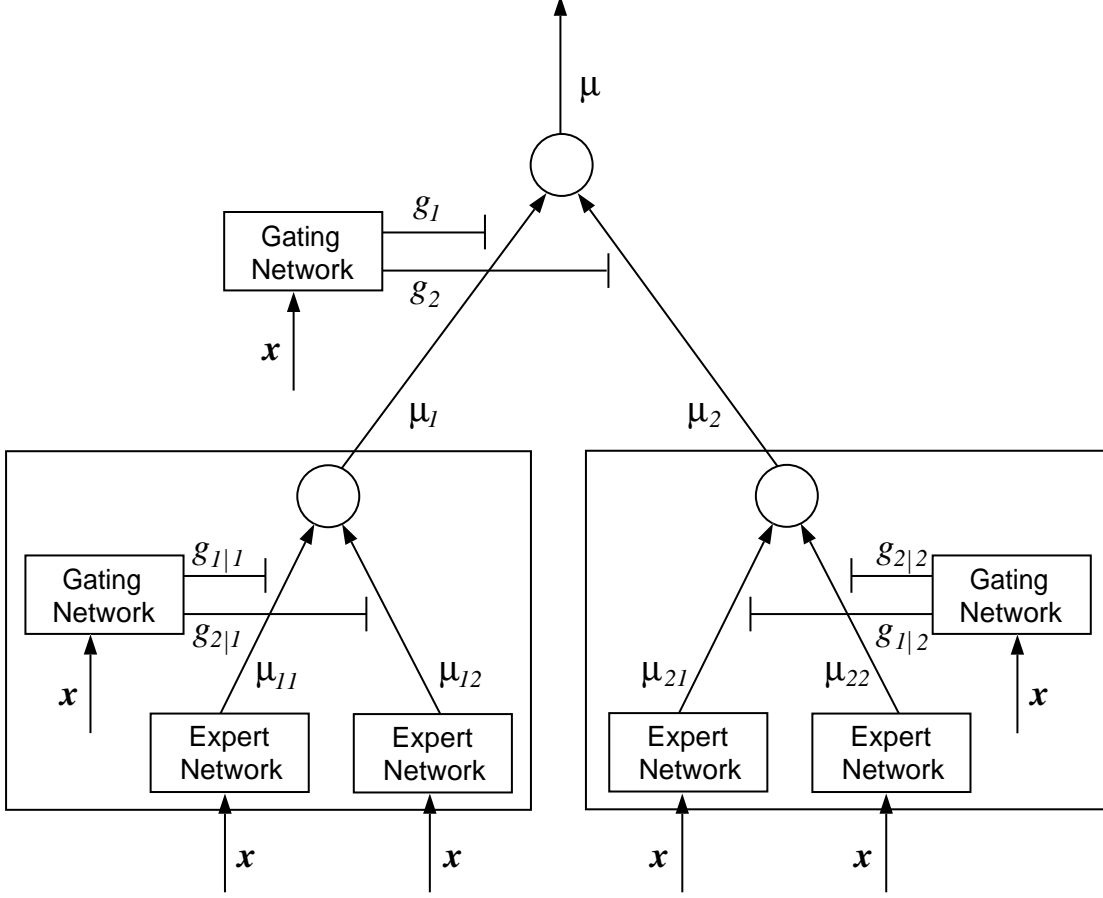 μ
g1
Gating
Network
g2
x
μ1
μ2
g1|1
Gating
Network
g2|1
x
g2|2
Gating
Network
g1|2
x
μ11
μ12
μ21
μ22
Expert
Network
Expert
Network
Expert
Network
Expert
Network
x
x
x
x